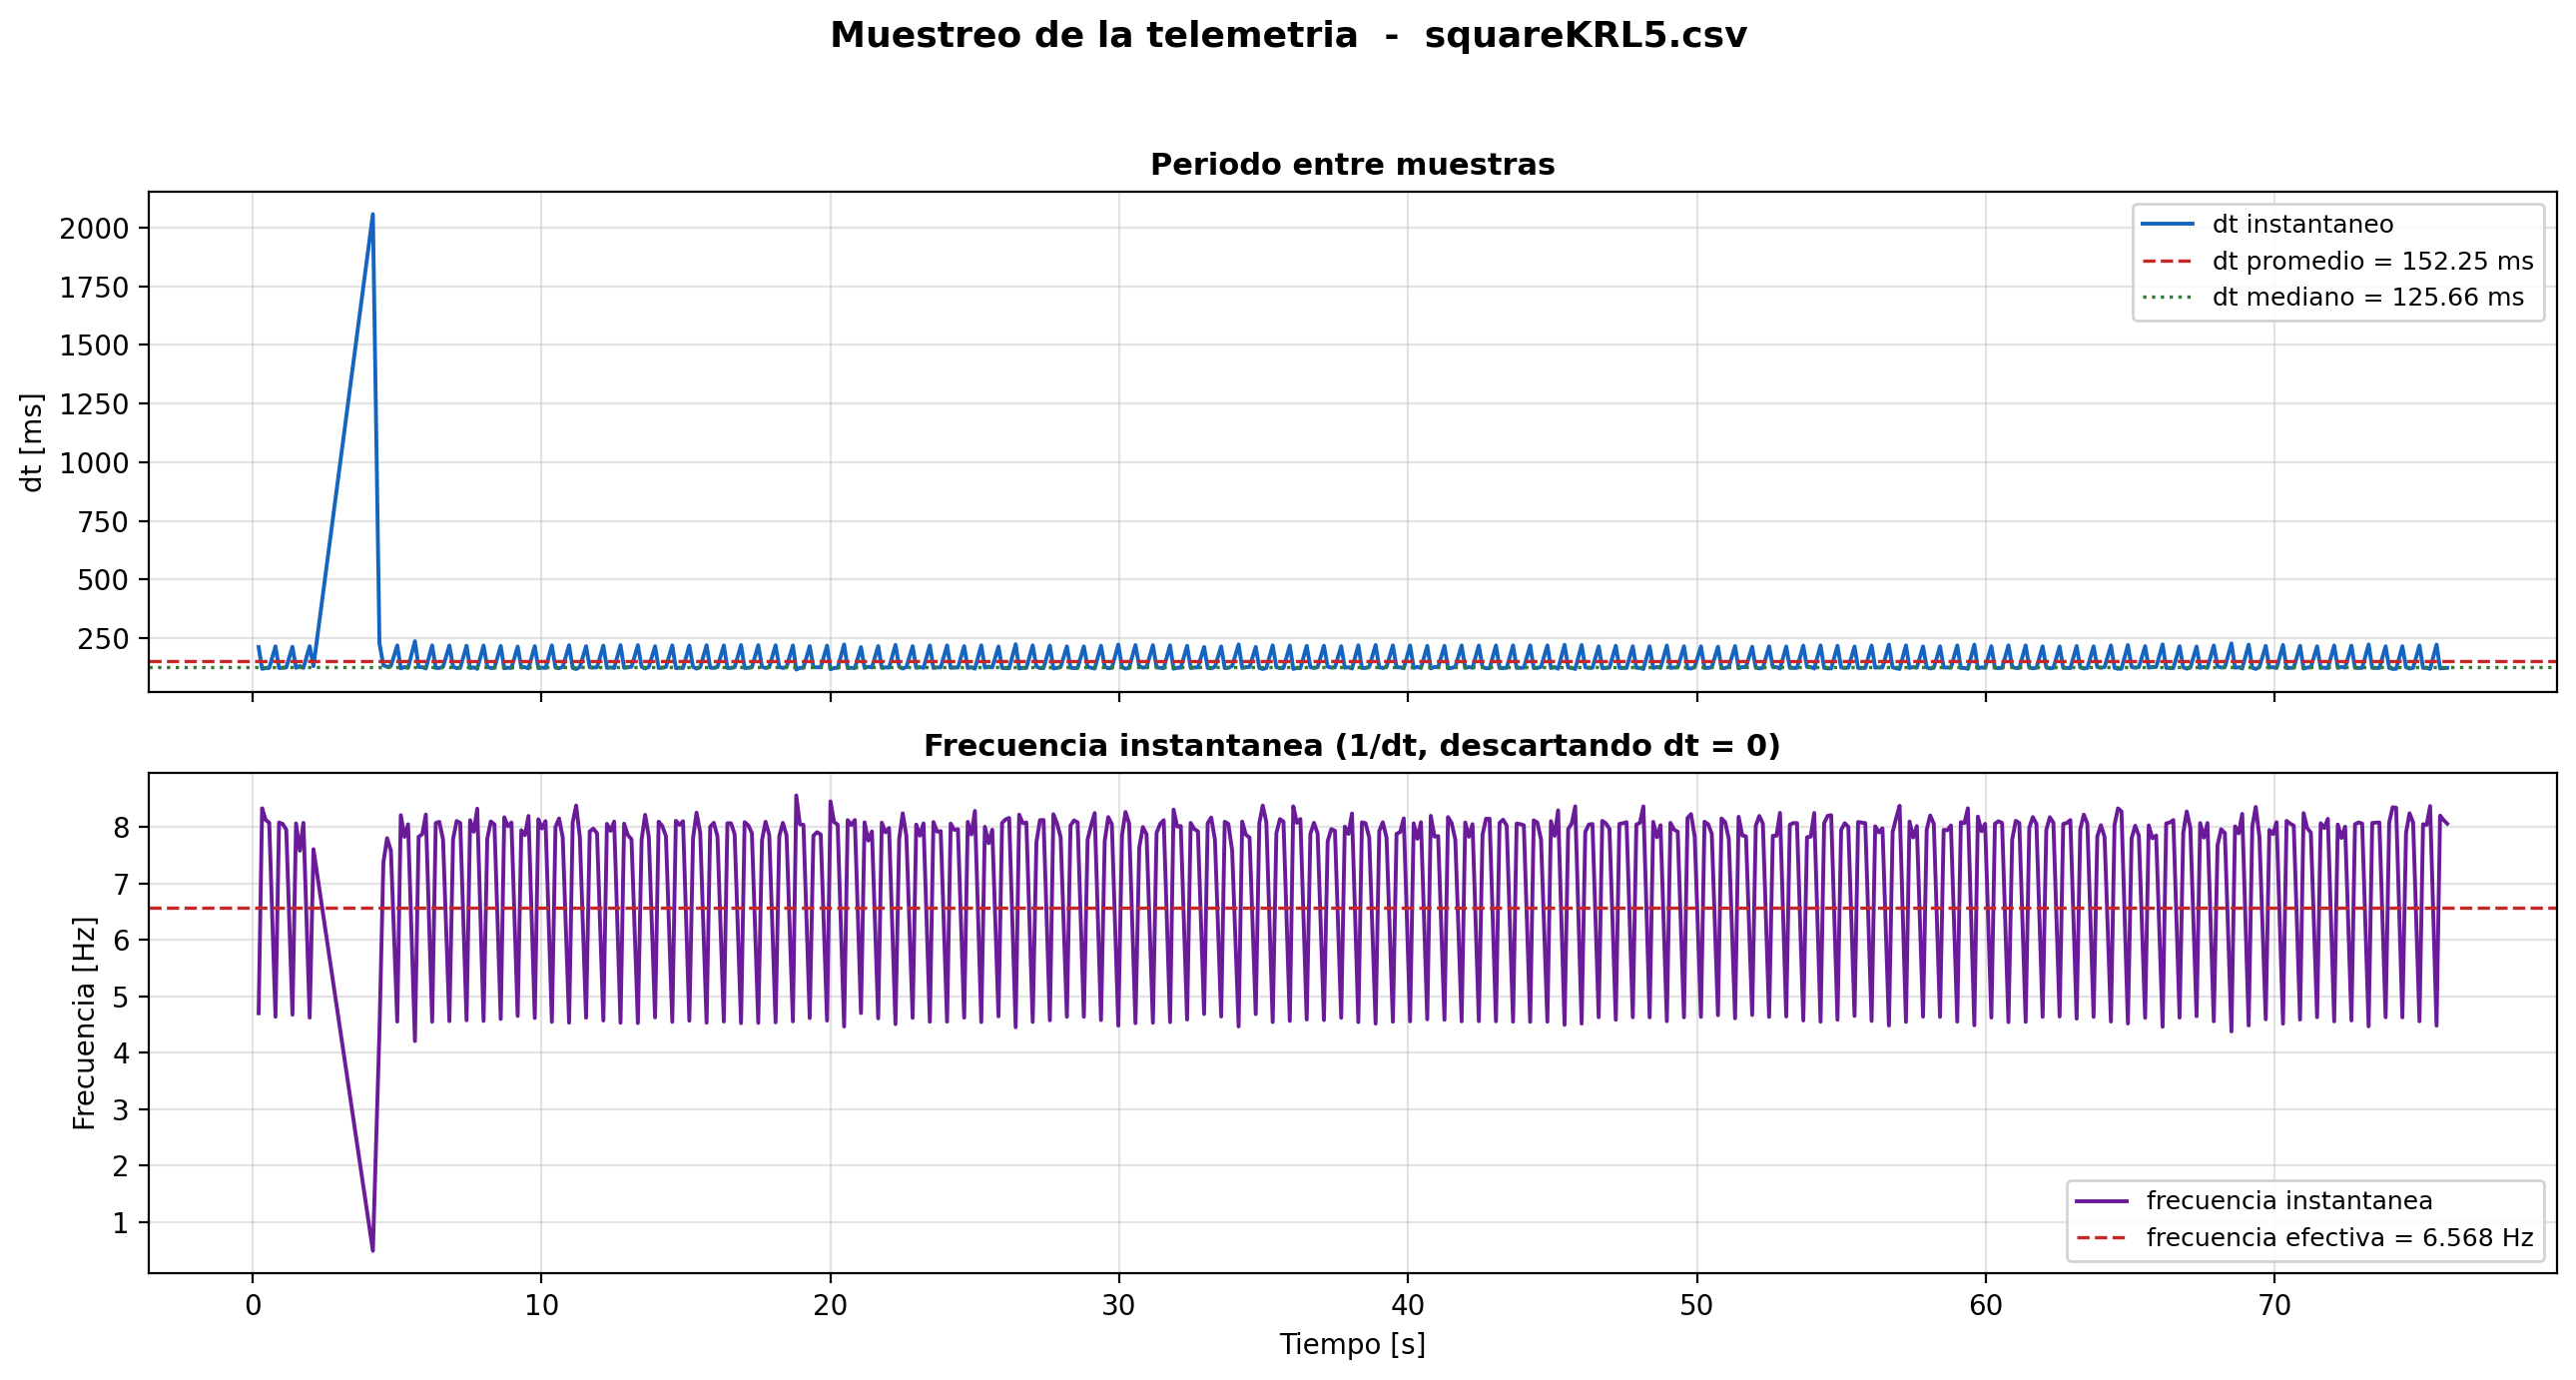 Muestreo de la telemetria - squareKRL5.csv
Periodo entre muestras
dt [ms]
2000
1750
1500
1250
1000
750
500
250
dt instantaneo
dt promedio = 152.25 ms
dt mediano = 125.66 ms
Frecuencia instantanea (1/dt, descartando dt = 0)
Frecuencia [Hz]
8
7
6
5
4
3
2
1
frecuencia instantanea
frecuencia efectiva = 6.568 Hz
0 10 20 30 40 50 60 70
Tiempo [s]